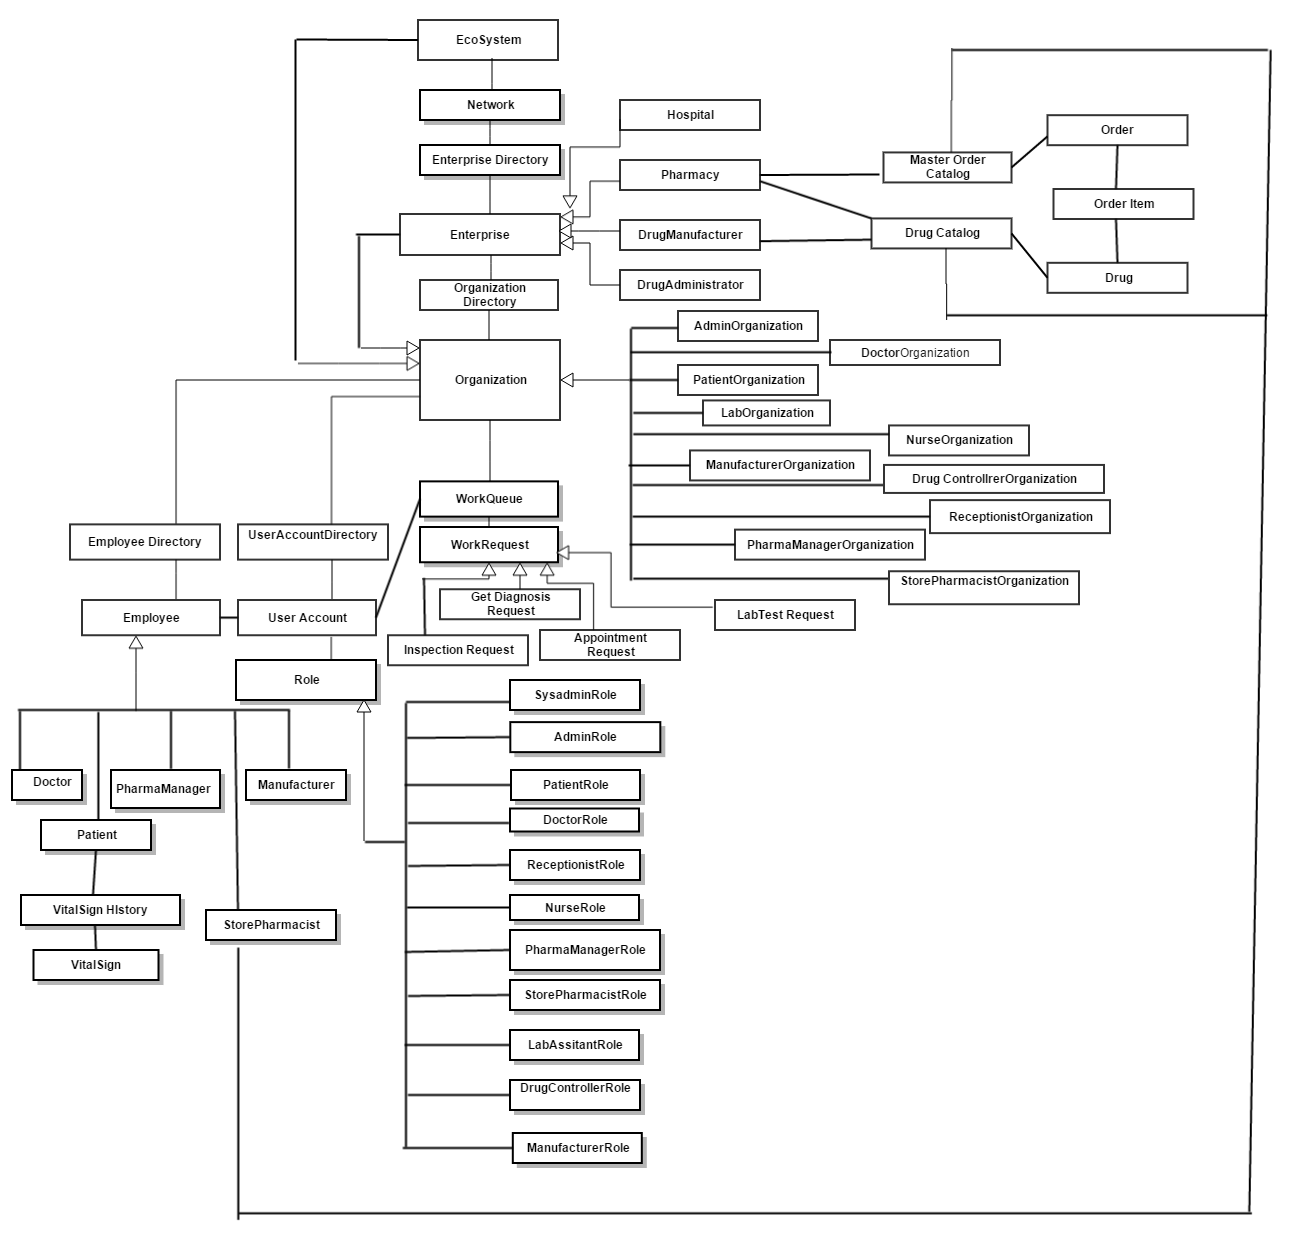 EcoSystem
Network
Enterprise Directory
Enterprise
Organization
Directory
Organization
Hospital
Pharmacy
DrugManufacturer
DrugAdministrator
Master Order
Catalog
Drug Catalog
Order
Order Item
Drug
AdminOrganization
DoctorOrganization
PatientOrganization
LabOrganization
NurseOrganization
ManufacturerOrganization
Drug ControllrerOrganization
ReceptionistOrganization
PharmaManagerOrganization
StorePharmacistOrganization
WorkQueue
WorkRequest
Get Diagnosis
Request
Inspection Request
Appointment
Request
LabTest Request
Employee Directory
UserAccountDirectory
Employee
User Account
Role
Doctor
PharmaManager
Manufacturer
Patient
VitalSign HIstory
VitalSign
StorePharmacist
SysadminRole
AdminRole
PatientRole
DoctorRole
ReceptionistRole
NurseRole
PharmaManagerRole
StorePharmacistRole
LabAssitantRole
DrugControllerRole
ManufacturerRole